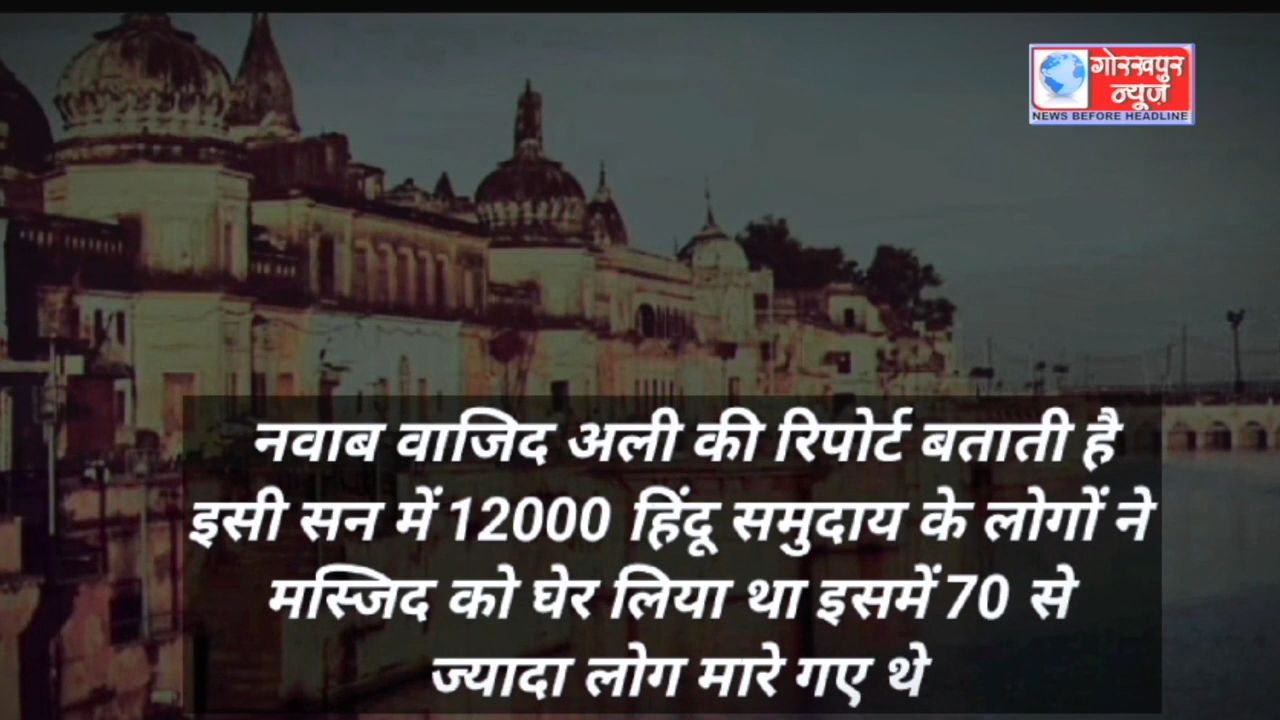 गोरखपुर
न्यूज़
NEWS BEFORE HEADLINE
नवाब वाजिद अली की रिपोर्ट बताती है
इसी सन में 12000 हिंदू समुदाय के लोगों ने
मस्जिद को घेर लिया था इसमें 70 से
ज्यादा लोग मारे गए थे